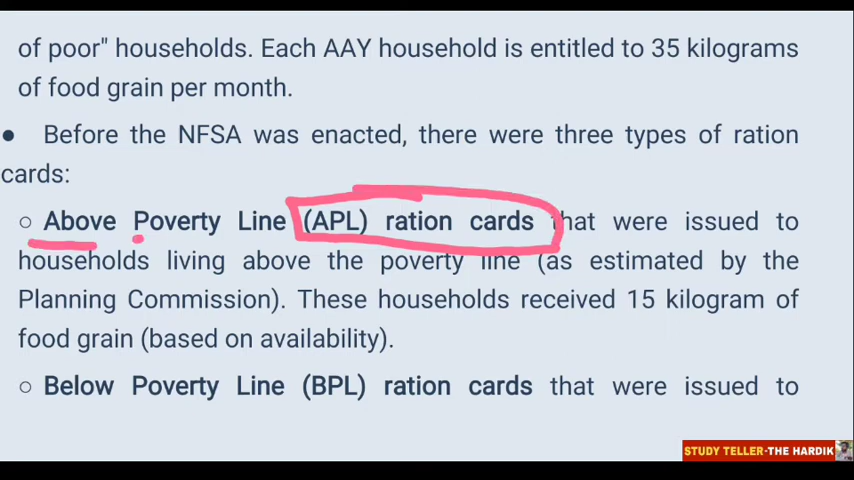 of poor" households. Each AAY household is entitled to 35 kilograms
of food grain per month.
● Before the NFSA was enacted, there were three types of ration
cards:
○ Above Poverty Line (APL) ration cards that were issued to
households living above the poverty line (as estimated by the
Planning Commission). These households received 15 kilogram of
food grain (based on availability).
○ Below Poverty Line (BPL) ration cards that were issued to
STUDY TELLER-THE HARDIK